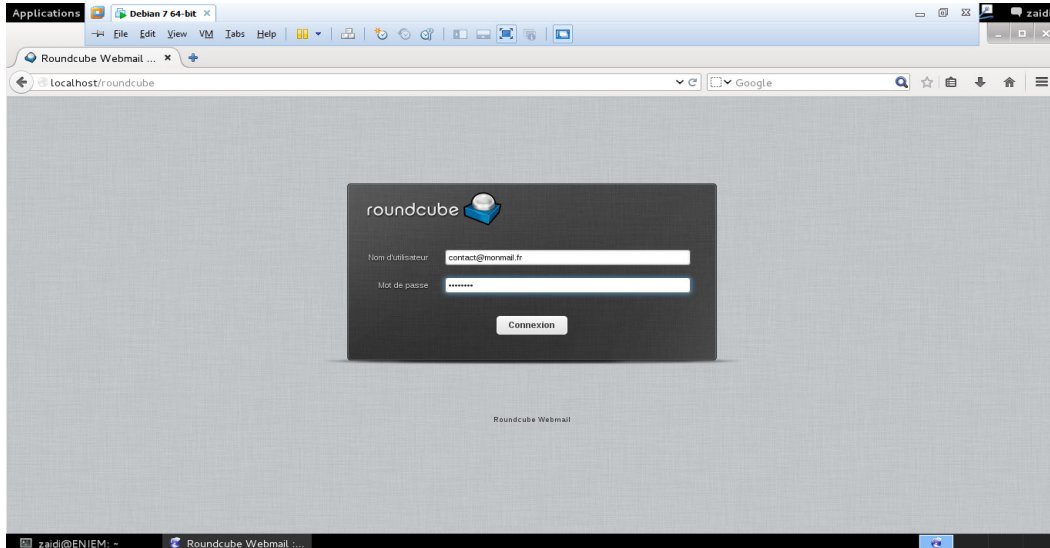 Applications Debian 7 64-bit zaidi
File Edit View VM Tabs Help
Roundcube Webmail ...
localhost/roundcube Google
roundcube
Nom d'utilisateur contact@monmail.fr
Mot de passe ••••••••
Connexion
Roundcube Webmail
zaidi@ENIEM: ~ Roundcube Webmail :...